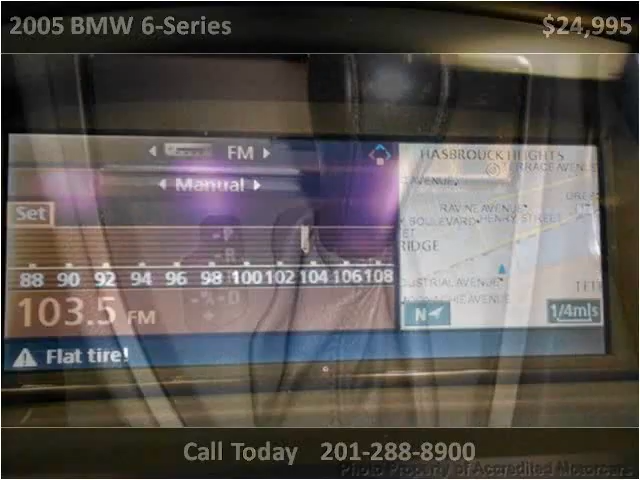 2005 BMW 6-Series $24,995
FM
Manual
Set
88 90 92 94 96 98 100 102 104 106 108
103.5 FM
Flat tire!
HASBROUCK HEIGHTS
TERRACE AVENUE
AVENUE
RAVINE AVENUE
BOULEVARD HENRY STREET
RIDGE
N 1/4mls
P
R
D
Call Today 201-288-8900
Photo Property of Accredited Motorcars